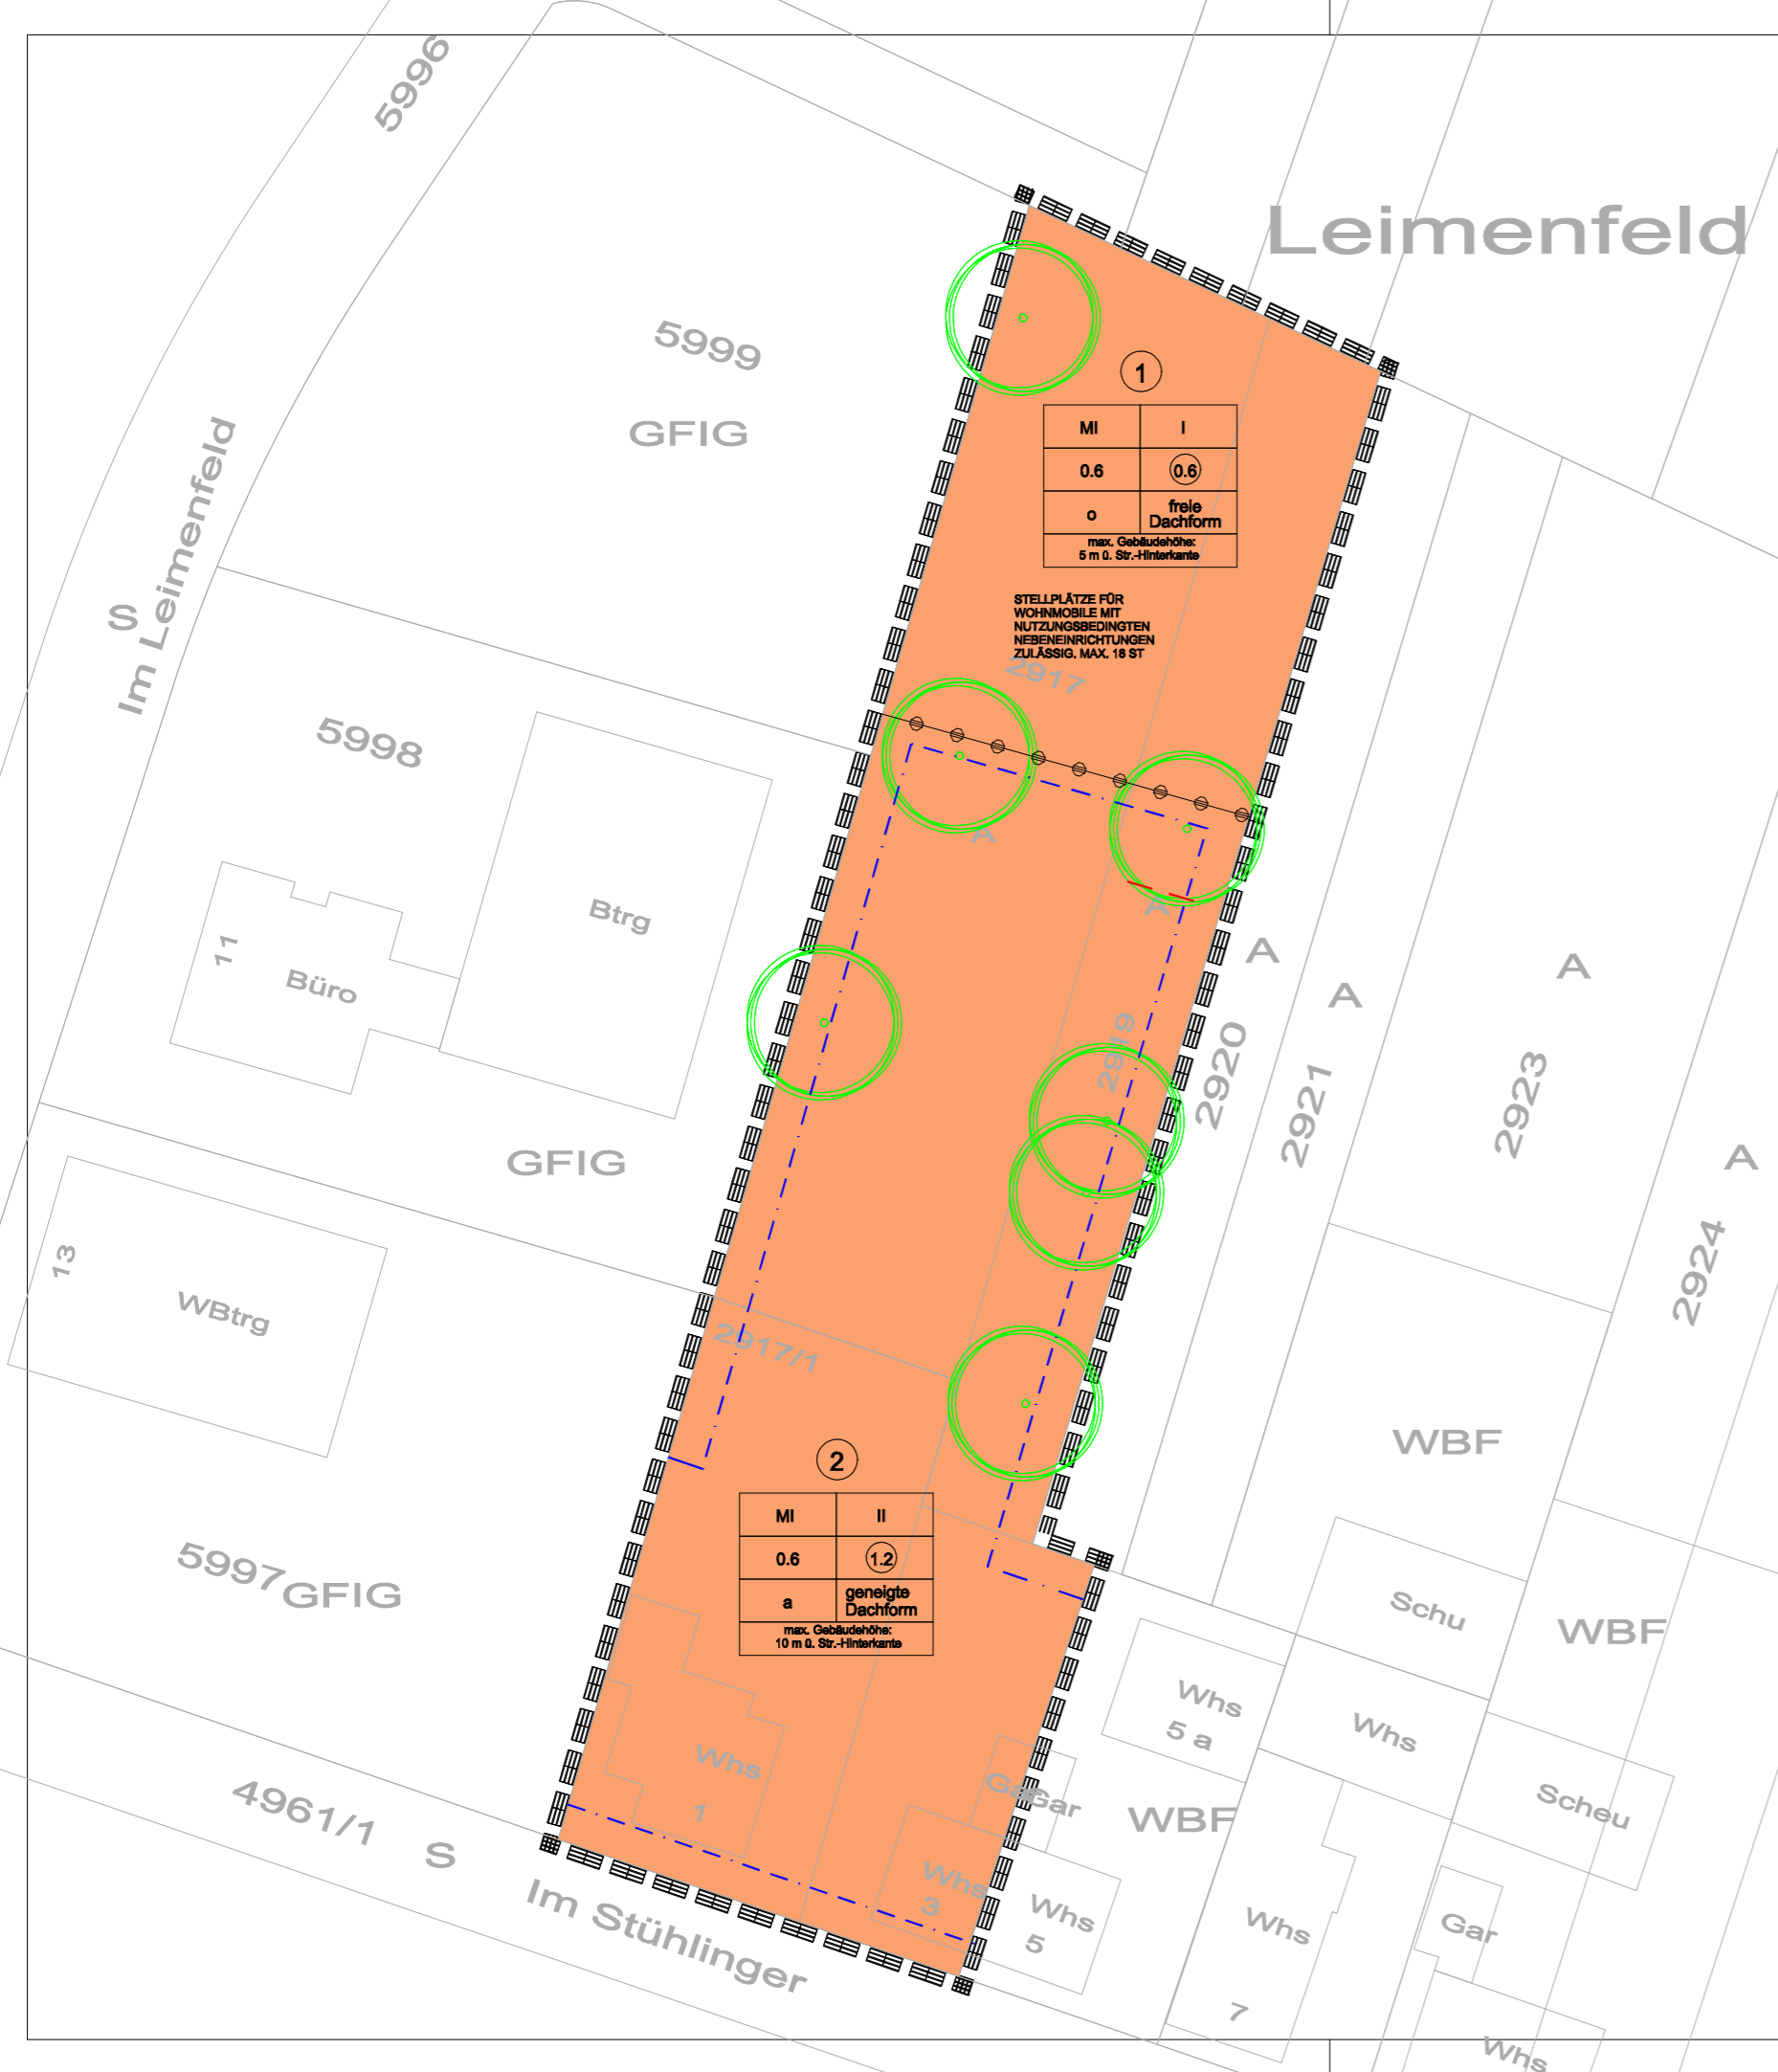 5996
Leimenfeld
5999
GFIG
1
MI I
0.6 0.6
o freie
Dachform
max. Gebäudehöhe:
5 m ü. Str.-Hinterkante
Im Leimenfeld
S
STELLPLÄTZE FÜR
WOHNMOBILE MIT
NUTZUNGSBEDINGTEN
NEBENEINRICHTUNGEN
ZULÄSSIG. MAX. 18 ST
2917
5998
A
Btrg
A
11
Büro
A
A
A
2919
2920
2921
2923
GFIG
A
13
WBtrg
2924
2917/1
WBF
2
MI II
0.6 1.2
a geneigte
Dachform
max. Gebäudehöhe:
10 m ü. Str.-Hinterkante
5997
GFIG
Schu
WBF
Whs
5 a
Whs
Whs
1
Gar
Gar
WBF
Scheu
4961/1
S
Whs
3
Whs
5
Im Stühlinger
Whs
7
Gar
Whs